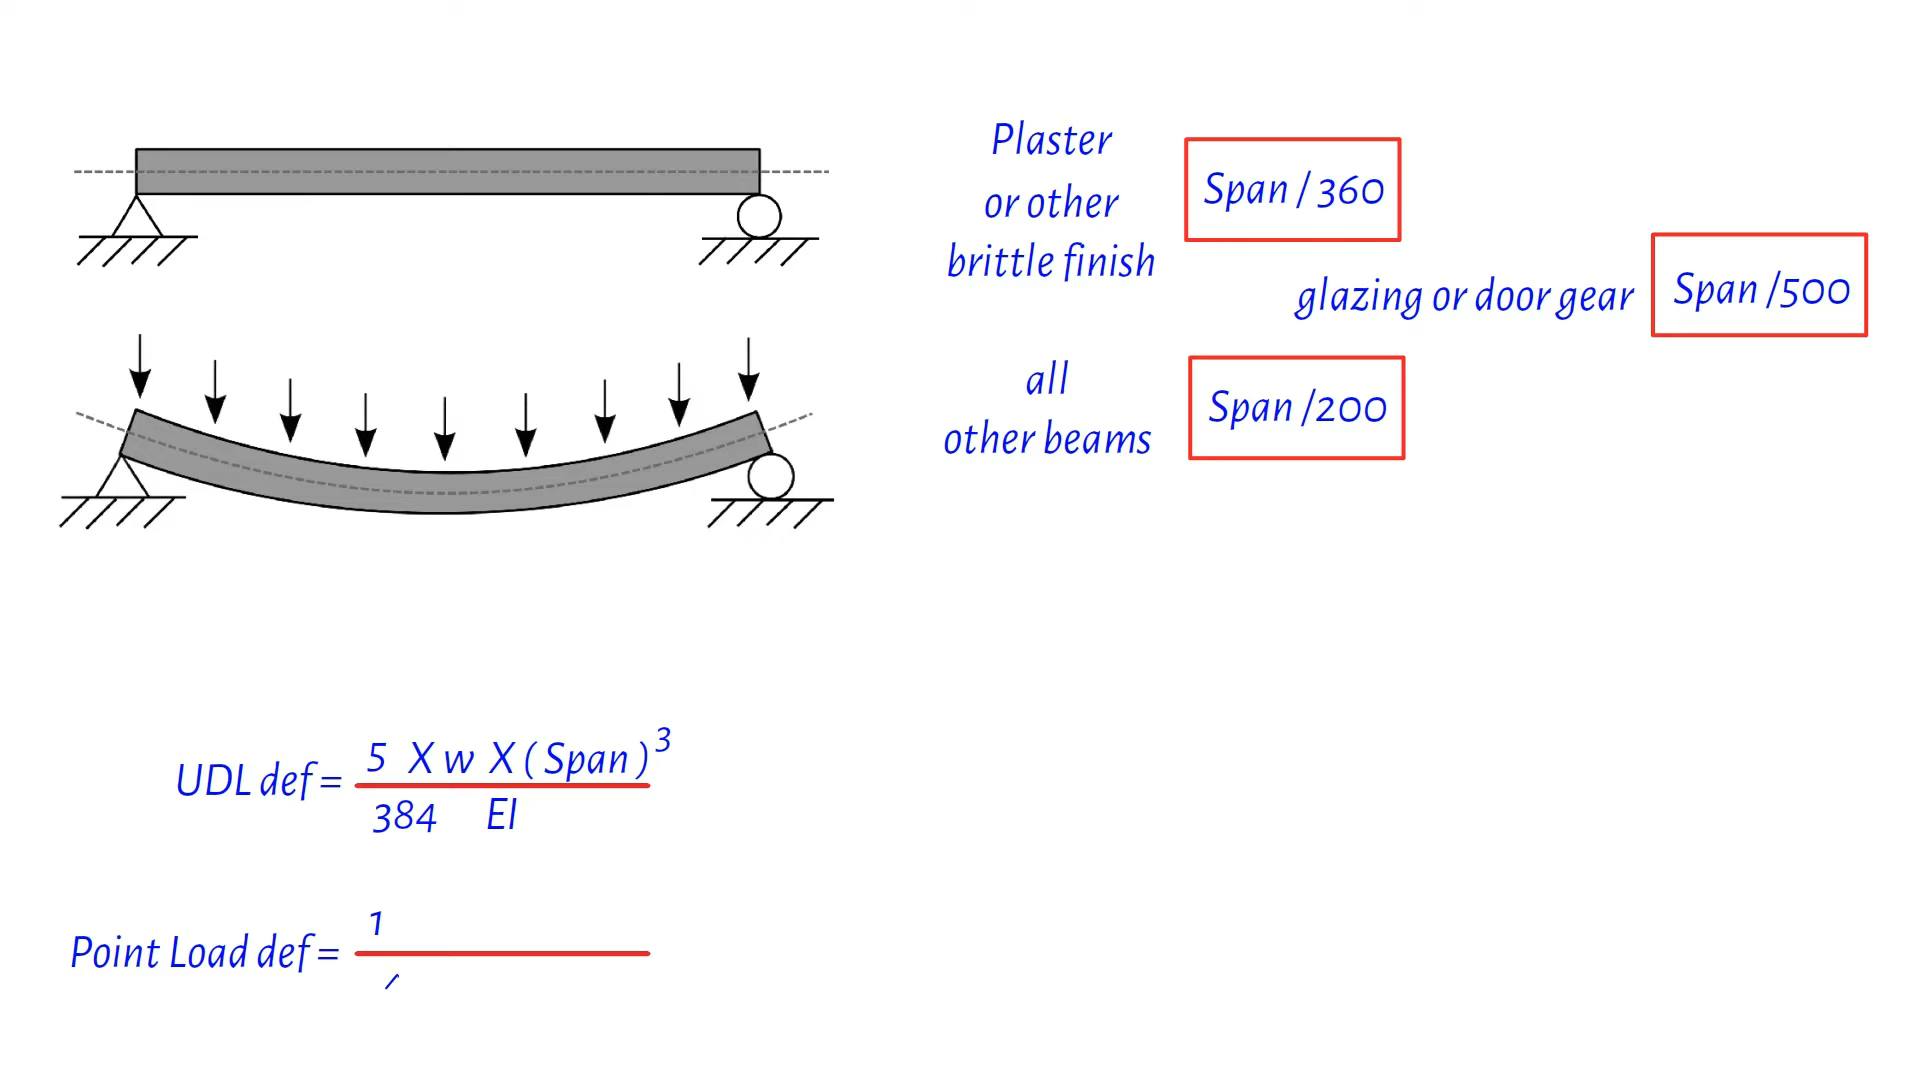 Plaster
or other
brittle finish
Span / 360
glazing or door gear
Span /500
all
other beams
Span /200
UDL def = 5 X w X ( Span )³
384 EI
Point Load def = 1